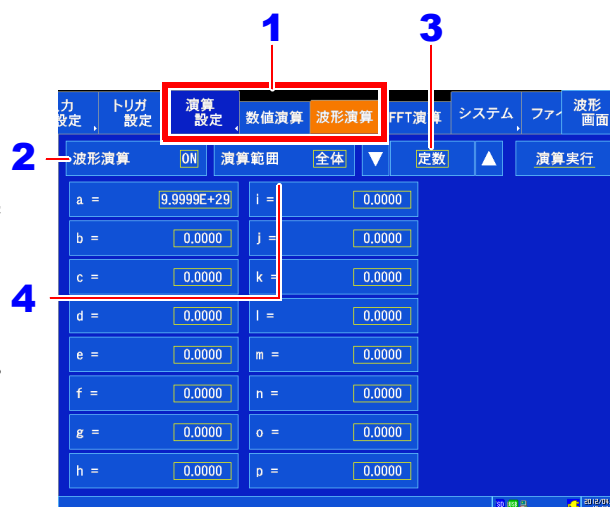 1
3
力
設定
トリガ
設定
演算
設定
数値演算
波形演算
FFT演算
システム
ファイ
波形
画面
2
波形演算 ON
演算範囲 全体
定数
演算実行
a = 9.9999E+29
i = 0.0000
b = 0.0000
j = 0.0000
c = 0.0000
k = 0.0000
4
d = 0.0000
l = 0.0000
e = 0.0000
m = 0.0000
f = 0.0000
n = 0.0000
g = 0.0000
o = 0.0000
h = 0.0000
p = 0.0000
SD
USB